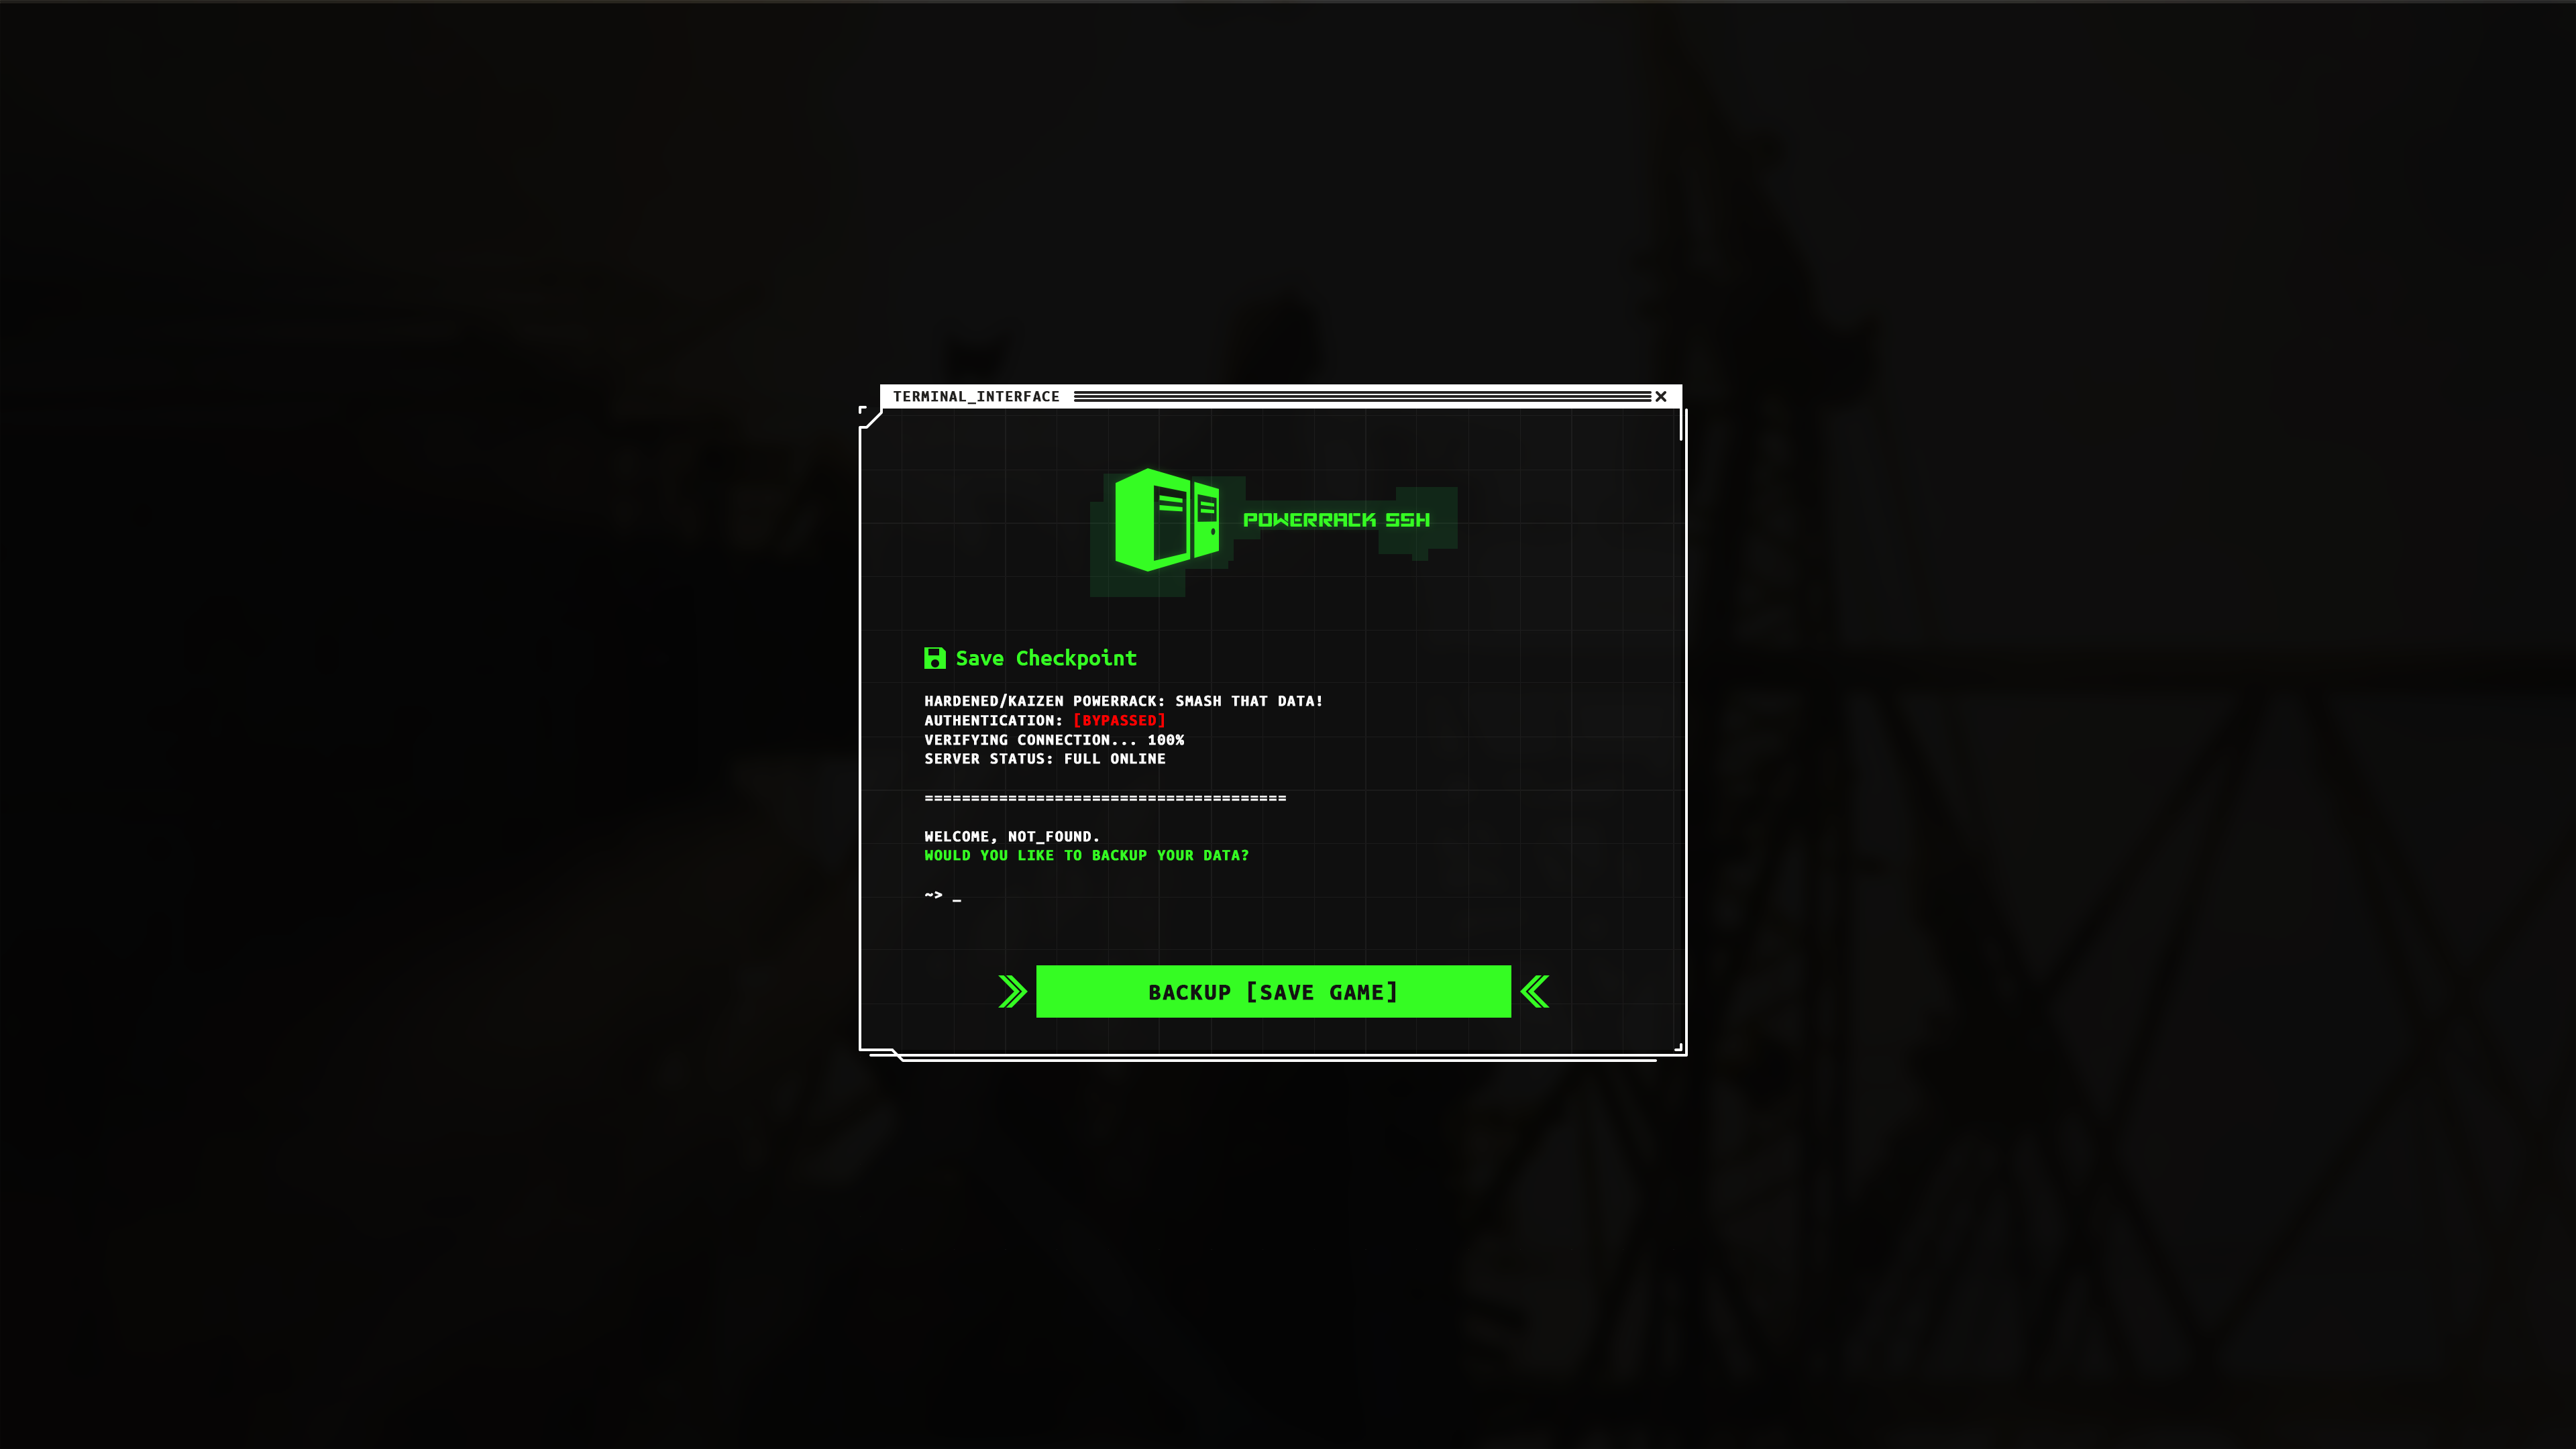 TERMINAL_INTERFACE
POWERRACK SSH
Save Checkpoint
HARDENED/KAIZEN POWERRACK: SMASH THAT DATA!
AUTHENTICATION: [BYPASSED]
VERIFYING CONNECTION... 100%
SERVER STATUS: FULL ONLINE
=======================================
WELCOME, NOT_FOUND.
WOULD YOU LIKE TO BACKUP YOUR DATA?
~> _
BACKUP [SAVE GAME]